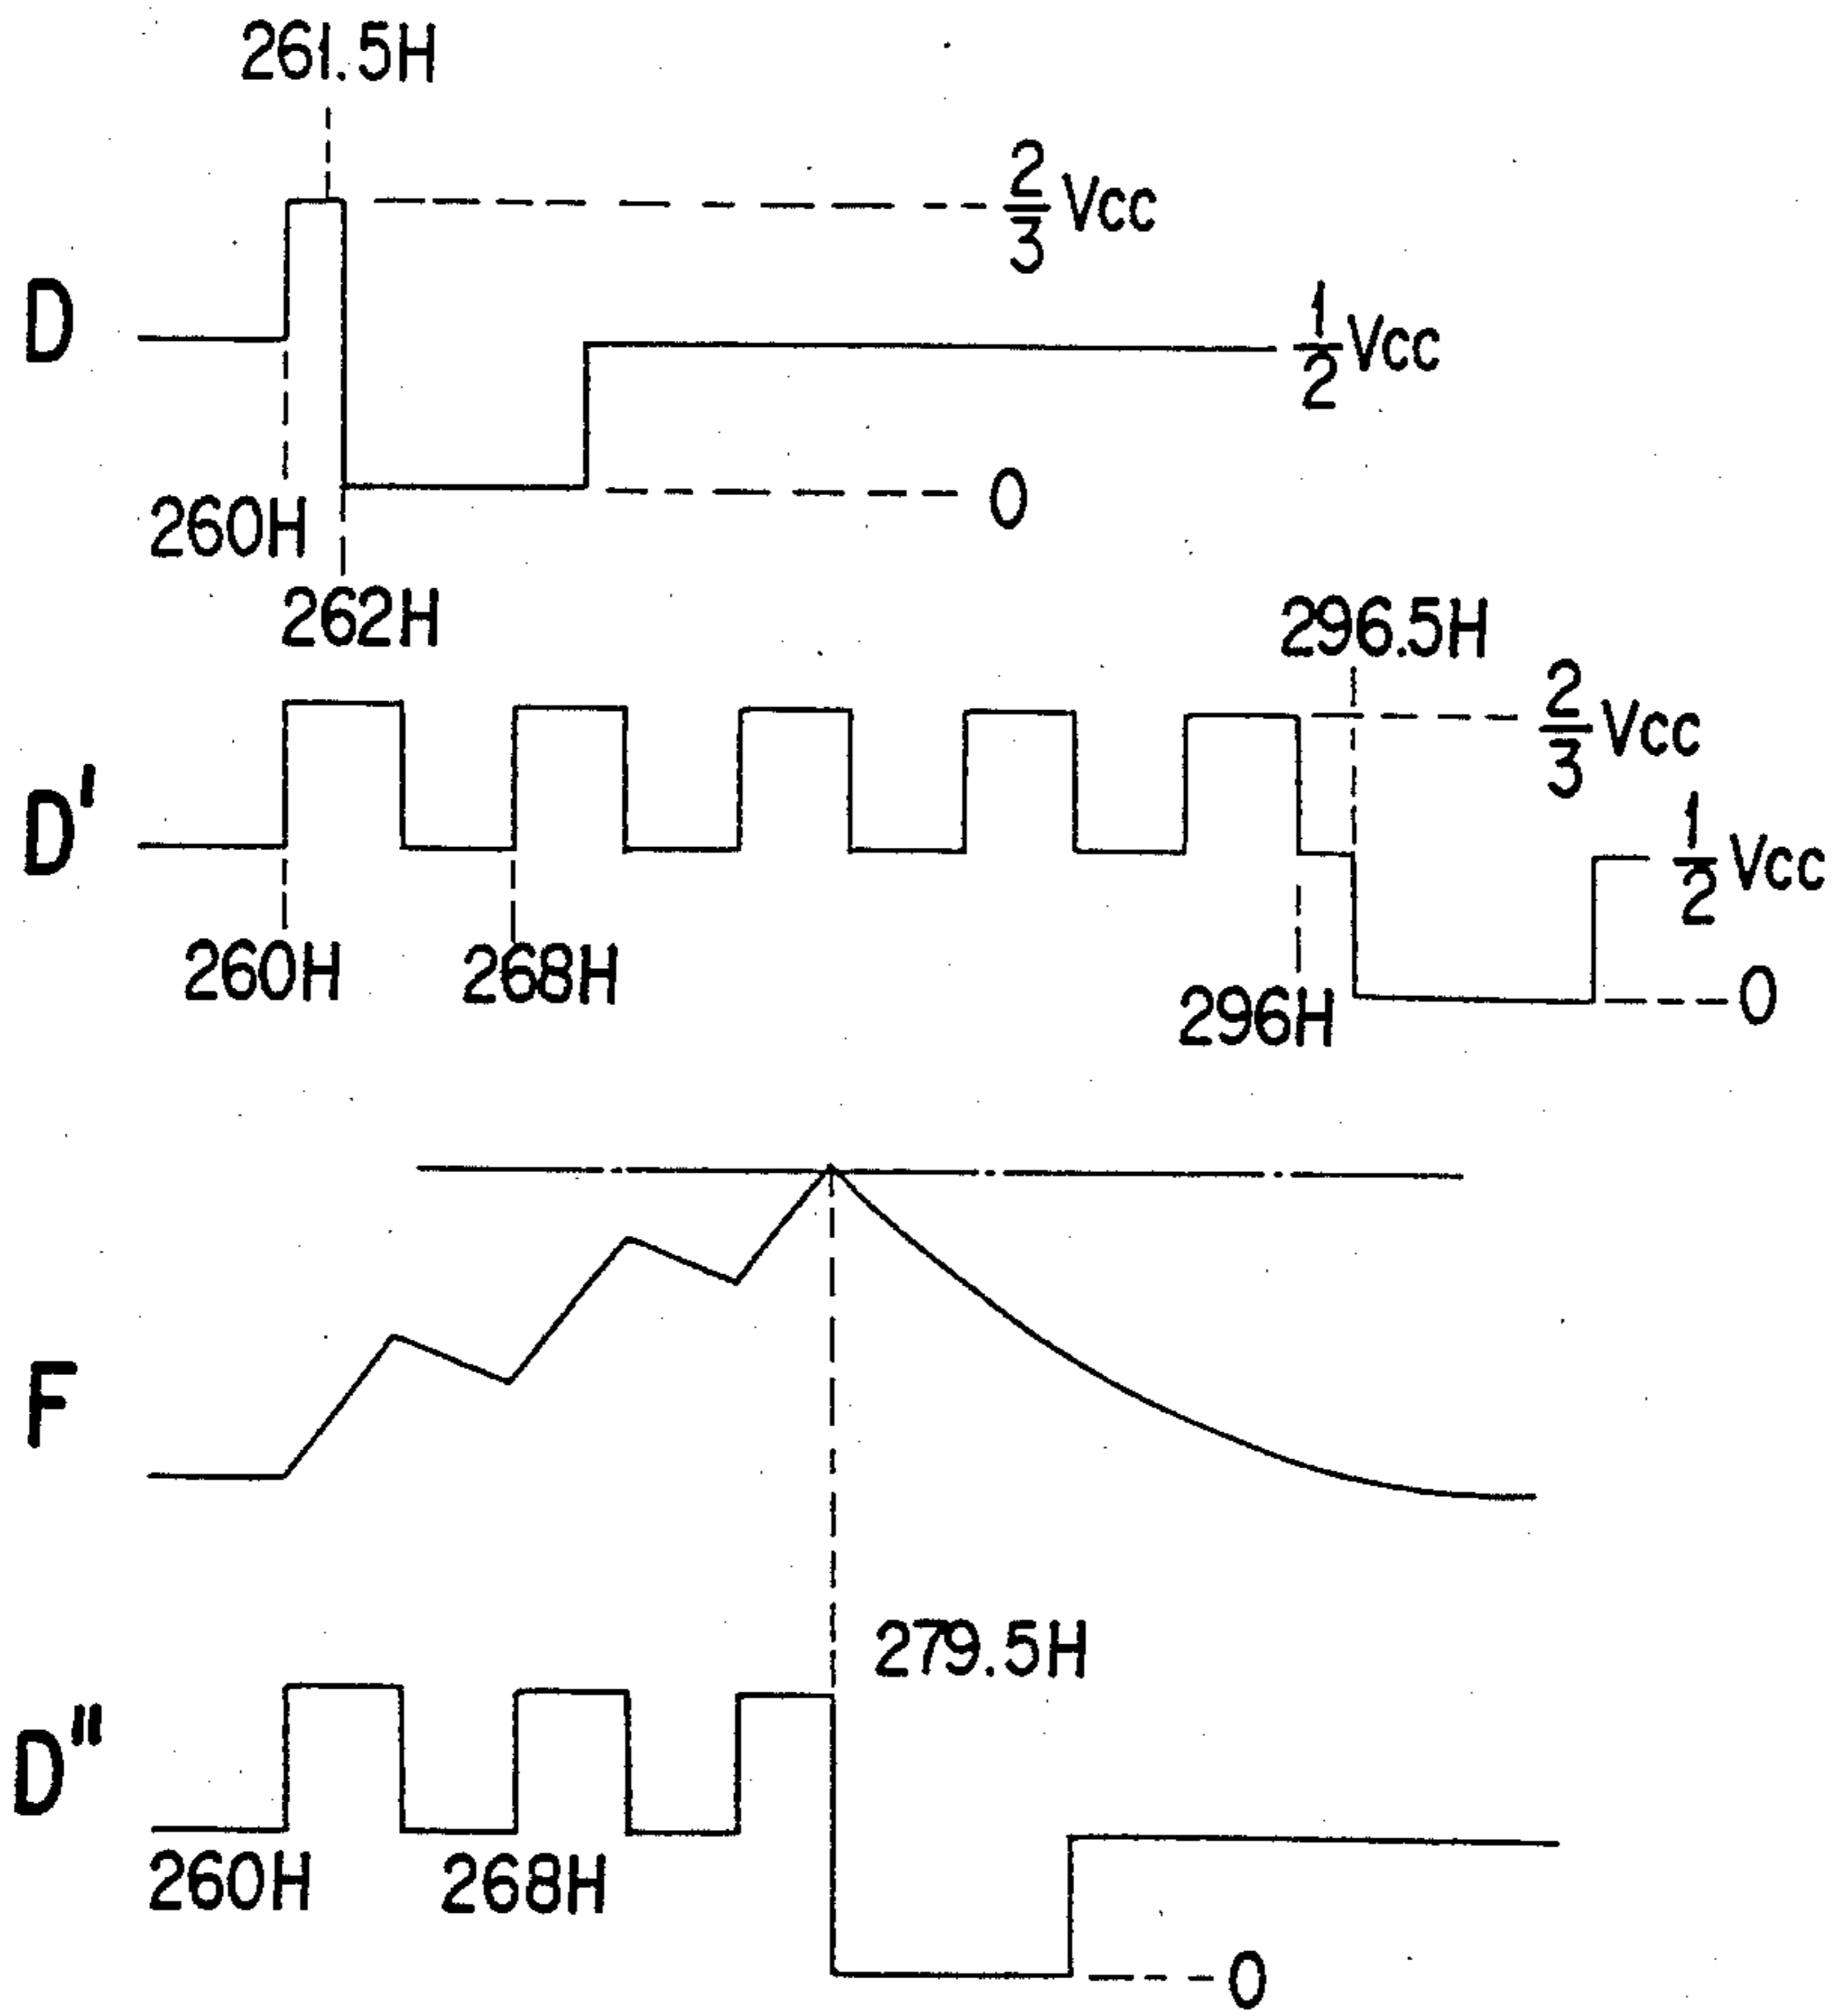 261.5H
2/3 Vcc
D
1/2 Vcc
0
260H
262H
296.5H
2/3 Vcc
D'
1/2 Vcc
260H
268H
296H
0
F
279.5H
D"
260H
268H
0